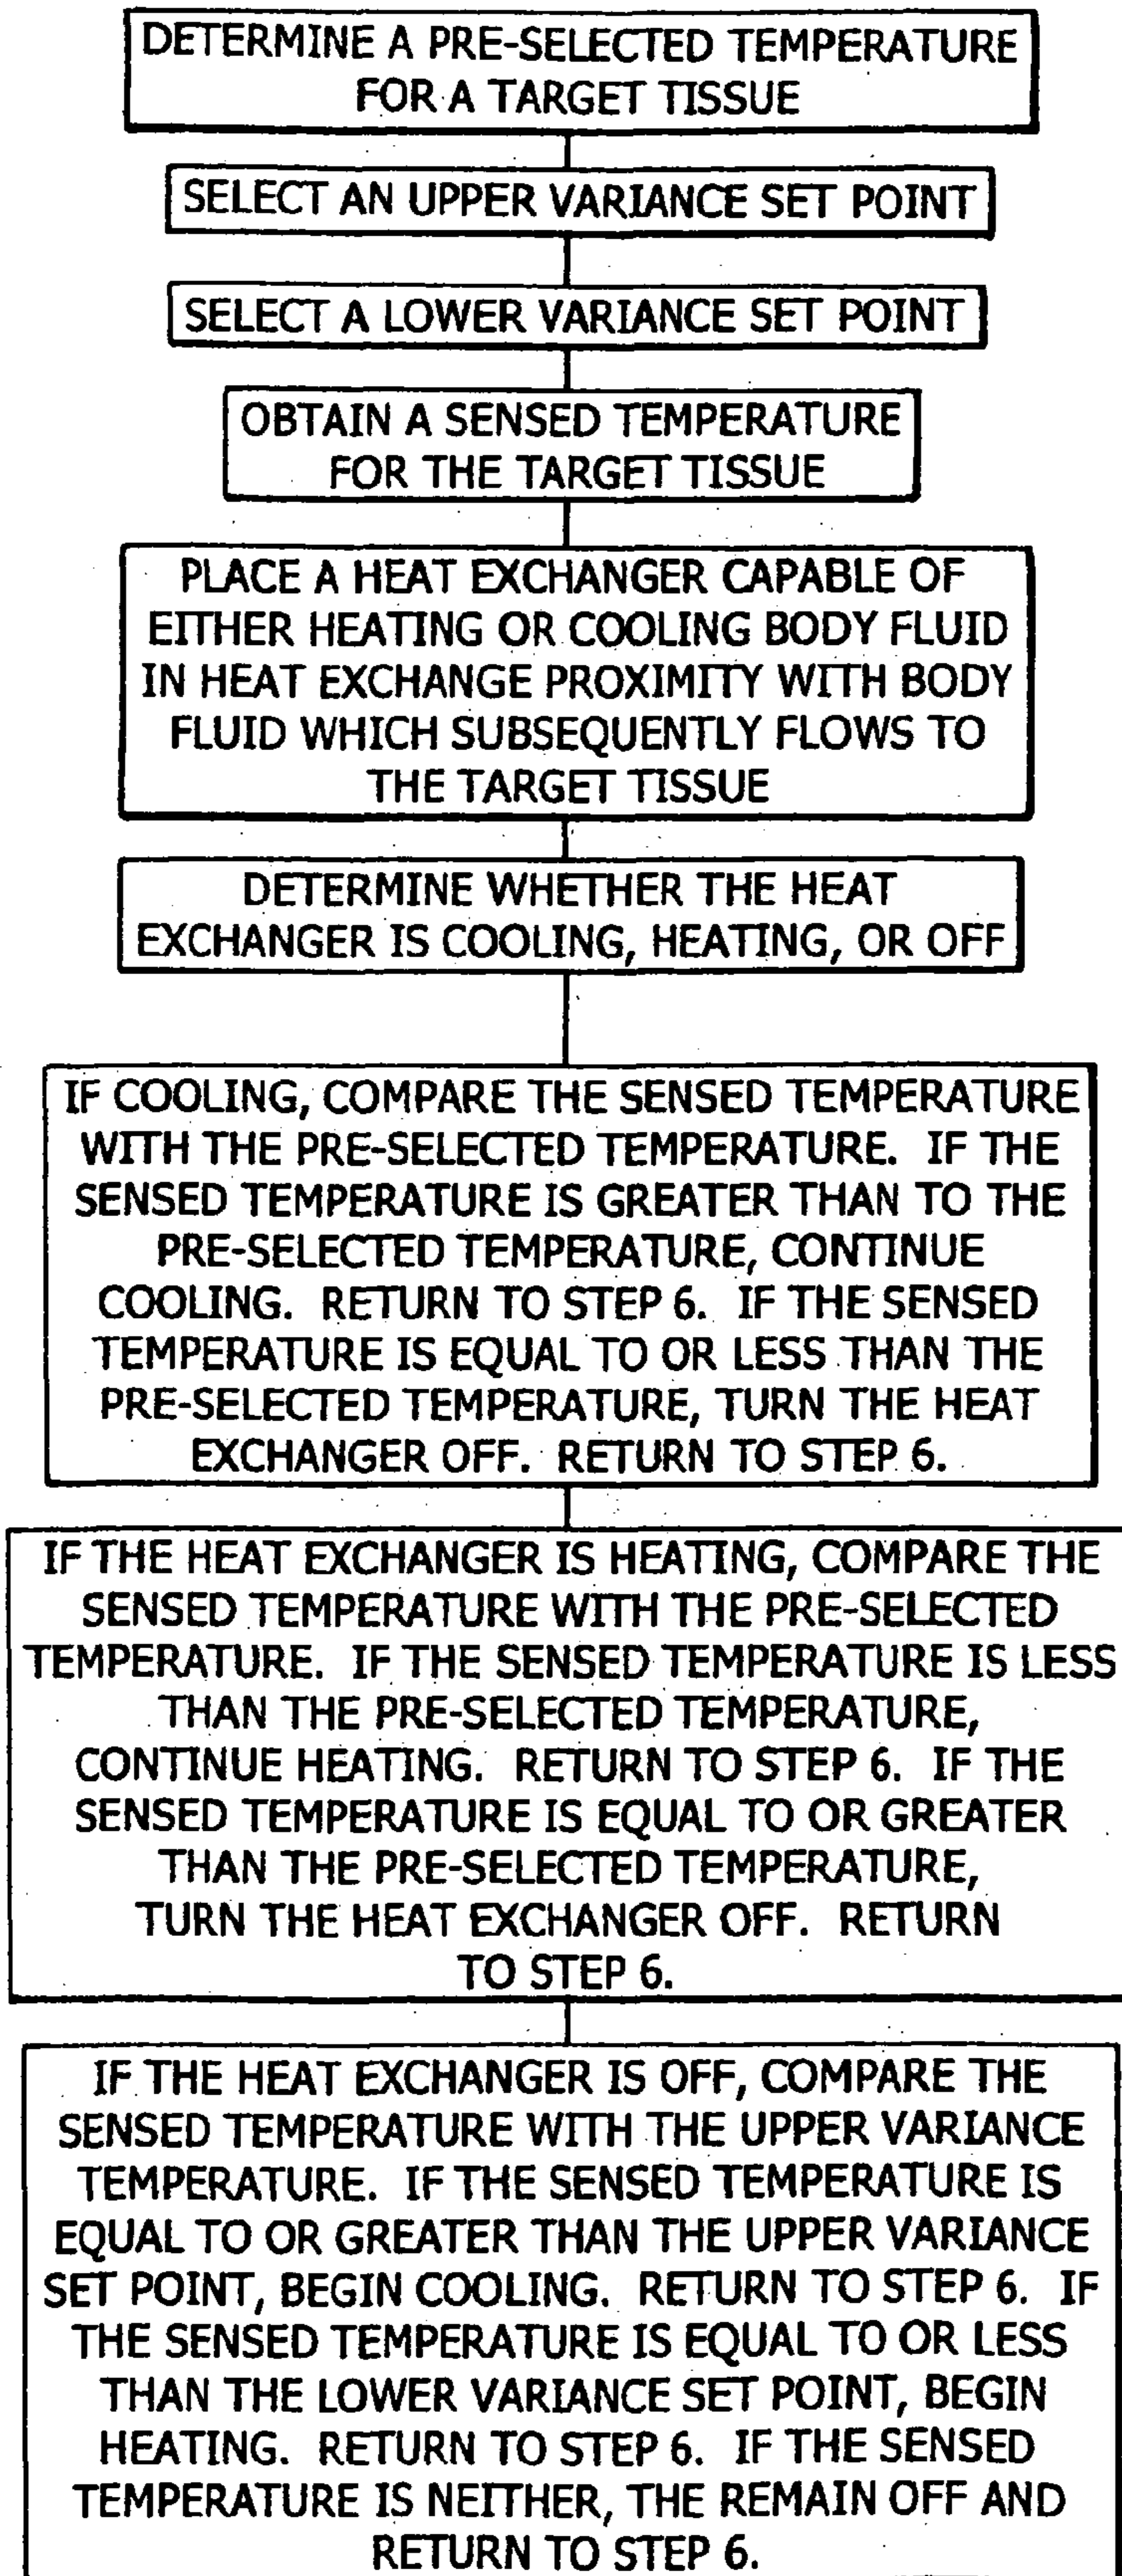 DETERMINE A PRE-SELECTED TEMPERATURE
FOR A TARGET TISSUE
SELECT AN UPPER VARIANCE SET POINT
SELECT A LOWER VARIANCE SET POINT
OBTAIN A SENSED TEMPERATURE
FOR THE TARGET TISSUE
PLACE A HEAT EXCHANGER CAPABLE OF
EITHER HEATING OR COOLING BODY FLUID
IN HEAT EXCHANGE PROXIMITY WITH BODY
FLUID WHICH SUBSEQUENTLY FLOWS TO
THE TARGET TISSUE
DETERMINE WHETHER THE HEAT
EXCHANGER IS COOLING, HEATING, OR OFF
IF COOLING, COMPARE THE SENSED TEMPERATURE
WITH THE PRE-SELECTED TEMPERATURE. IF THE
SENSED TEMPERATURE IS GREATER THAN TO THE
PRE-SELECTED TEMPERATURE, CONTINUE
COOLING. RETURN TO STEP 6. IF THE SENSED
TEMPERATURE IS EQUAL TO OR LESS THAN THE
PRE-SELECTED TEMPERATURE, TURN THE HEAT
EXCHANGER OFF. RETURN TO STEP 6.
IF THE HEAT EXCHANGER IS HEATING, COMPARE THE
SENSED TEMPERATURE WITH THE PRE-SELECTED
TEMPERATURE. IF THE SENSED TEMPERATURE IS LESS
THAN THE PRE-SELECTED TEMPERATURE,
CONTINUE HEATING. RETURN TO STEP 6. IF THE
SENSED TEMPERATURE IS EQUAL TO OR GREATER
THAN THE PRE-SELECTED TEMPERATURE,
TURN THE HEAT EXCHANGER OFF. RETURN
TO STEP 6.
IF THE HEAT EXCHANGER IS OFF, COMPARE THE
SENSED TEMPERATURE WITH THE UPPER VARIANCE
TEMPERATURE. IF THE SENSED TEMPERATURE IS
EQUAL TO OR GREATER THAN THE UPPER VARIANCE
SET POINT, BEGIN COOLING. RETURN TO STEP 6. IF
THE SENSED TEMPERATURE IS EQUAL TO OR LESS
THAN THE LOWER VARIANCE SET POINT, BEGIN
HEATING. RETURN TO STEP 6. IF THE SENSED
TEMPERATURE IS NEITHER, THE REMAIN OFF AND
RETURN TO STEP 6.